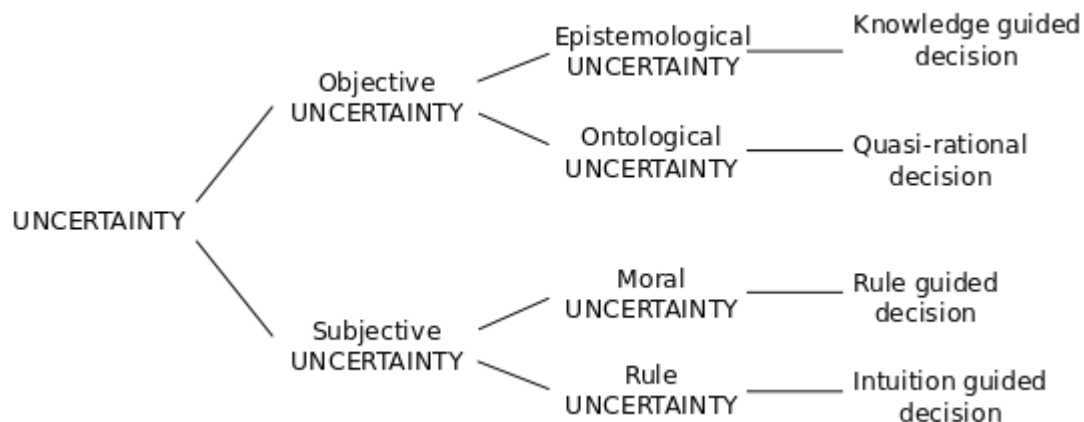 Epistemological
UNCERTAINTY
Knowledge guided
decision
Objective
UNCERTAINTY
Ontological
UNCERTAINTY
Quasi-rational
decision
UNCERTAINTY
Moral
UNCERTAINTY
Rule guided
decision
Subjective
UNCERTAINTY
Rule
UNCERTAINTY
Intuition guided
decision